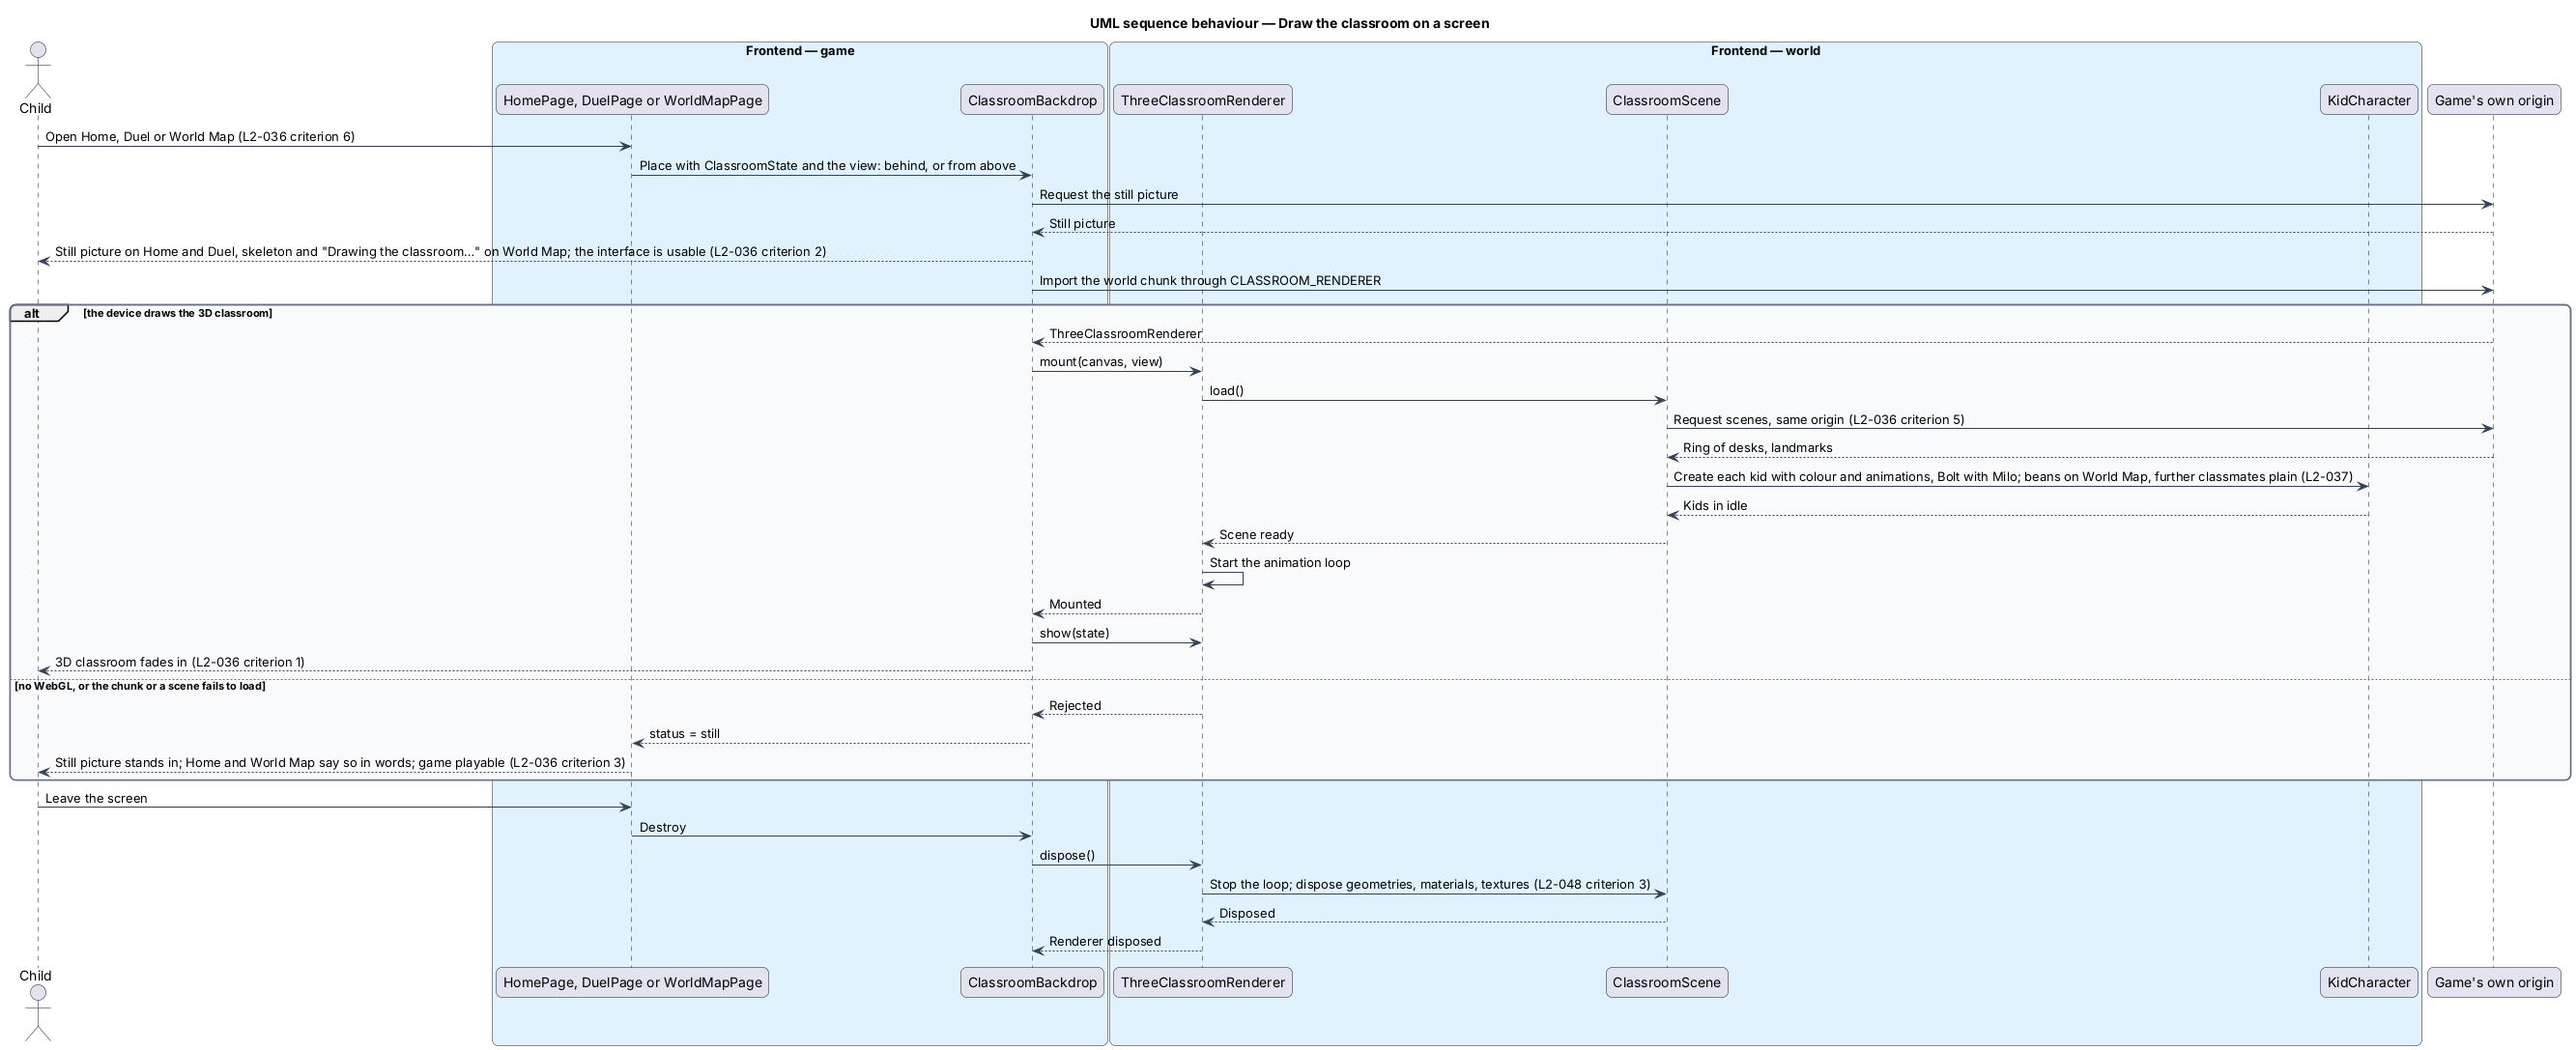 UML sequence behaviour — Draw the classroom on a screen
Frontend — game
Frontend — world
Child
HomePage, DuelPage or WorldMapPage
ClassroomBackdrop
ThreeClassroomRenderer
ClassroomScene
KidCharacter
Game's own origin
Open Home, Duel or World Map (L2-036 criterion 6)
Place with ClassroomState and the view: behind, or from above
Request the still picture
Still picture
Still picture on Home and Duel, skeleton and "Drawing the classroom…" on World Map; the interface is usable (L2-036 criterion 2)
Import the world chunk through CLASSROOM_RENDERER
alt
[the device draws the 3D classroom]
ThreeClassroomRenderer
mount(canvas, view)
load()
Request scenes, same origin (L2-036 criterion 5)
Ring of desks, landmarks
Create each kid with colour and animations, Bolt with Milo; beans on World Map, further classmates plain (L2-037)
Kids in idle
Scene ready
Start the animation loop
Mounted
show(state)
3D classroom fades in (L2-036 criterion 1)
[no WebGL, or the chunk or a scene fails to load]
Rejected
status = still
Still picture stands in; Home and World Map say so in words; game playable (L2-036 criterion 3)
Leave the screen
Destroy
dispose()
Stop the loop; dispose geometries, materials, textures (L2-048 criterion 3)
Disposed
Renderer disposed
Child
HomePage, DuelPage or WorldMapPage
ClassroomBackdrop
ThreeClassroomRenderer
ClassroomScene
KidCharacter
Game's own origin